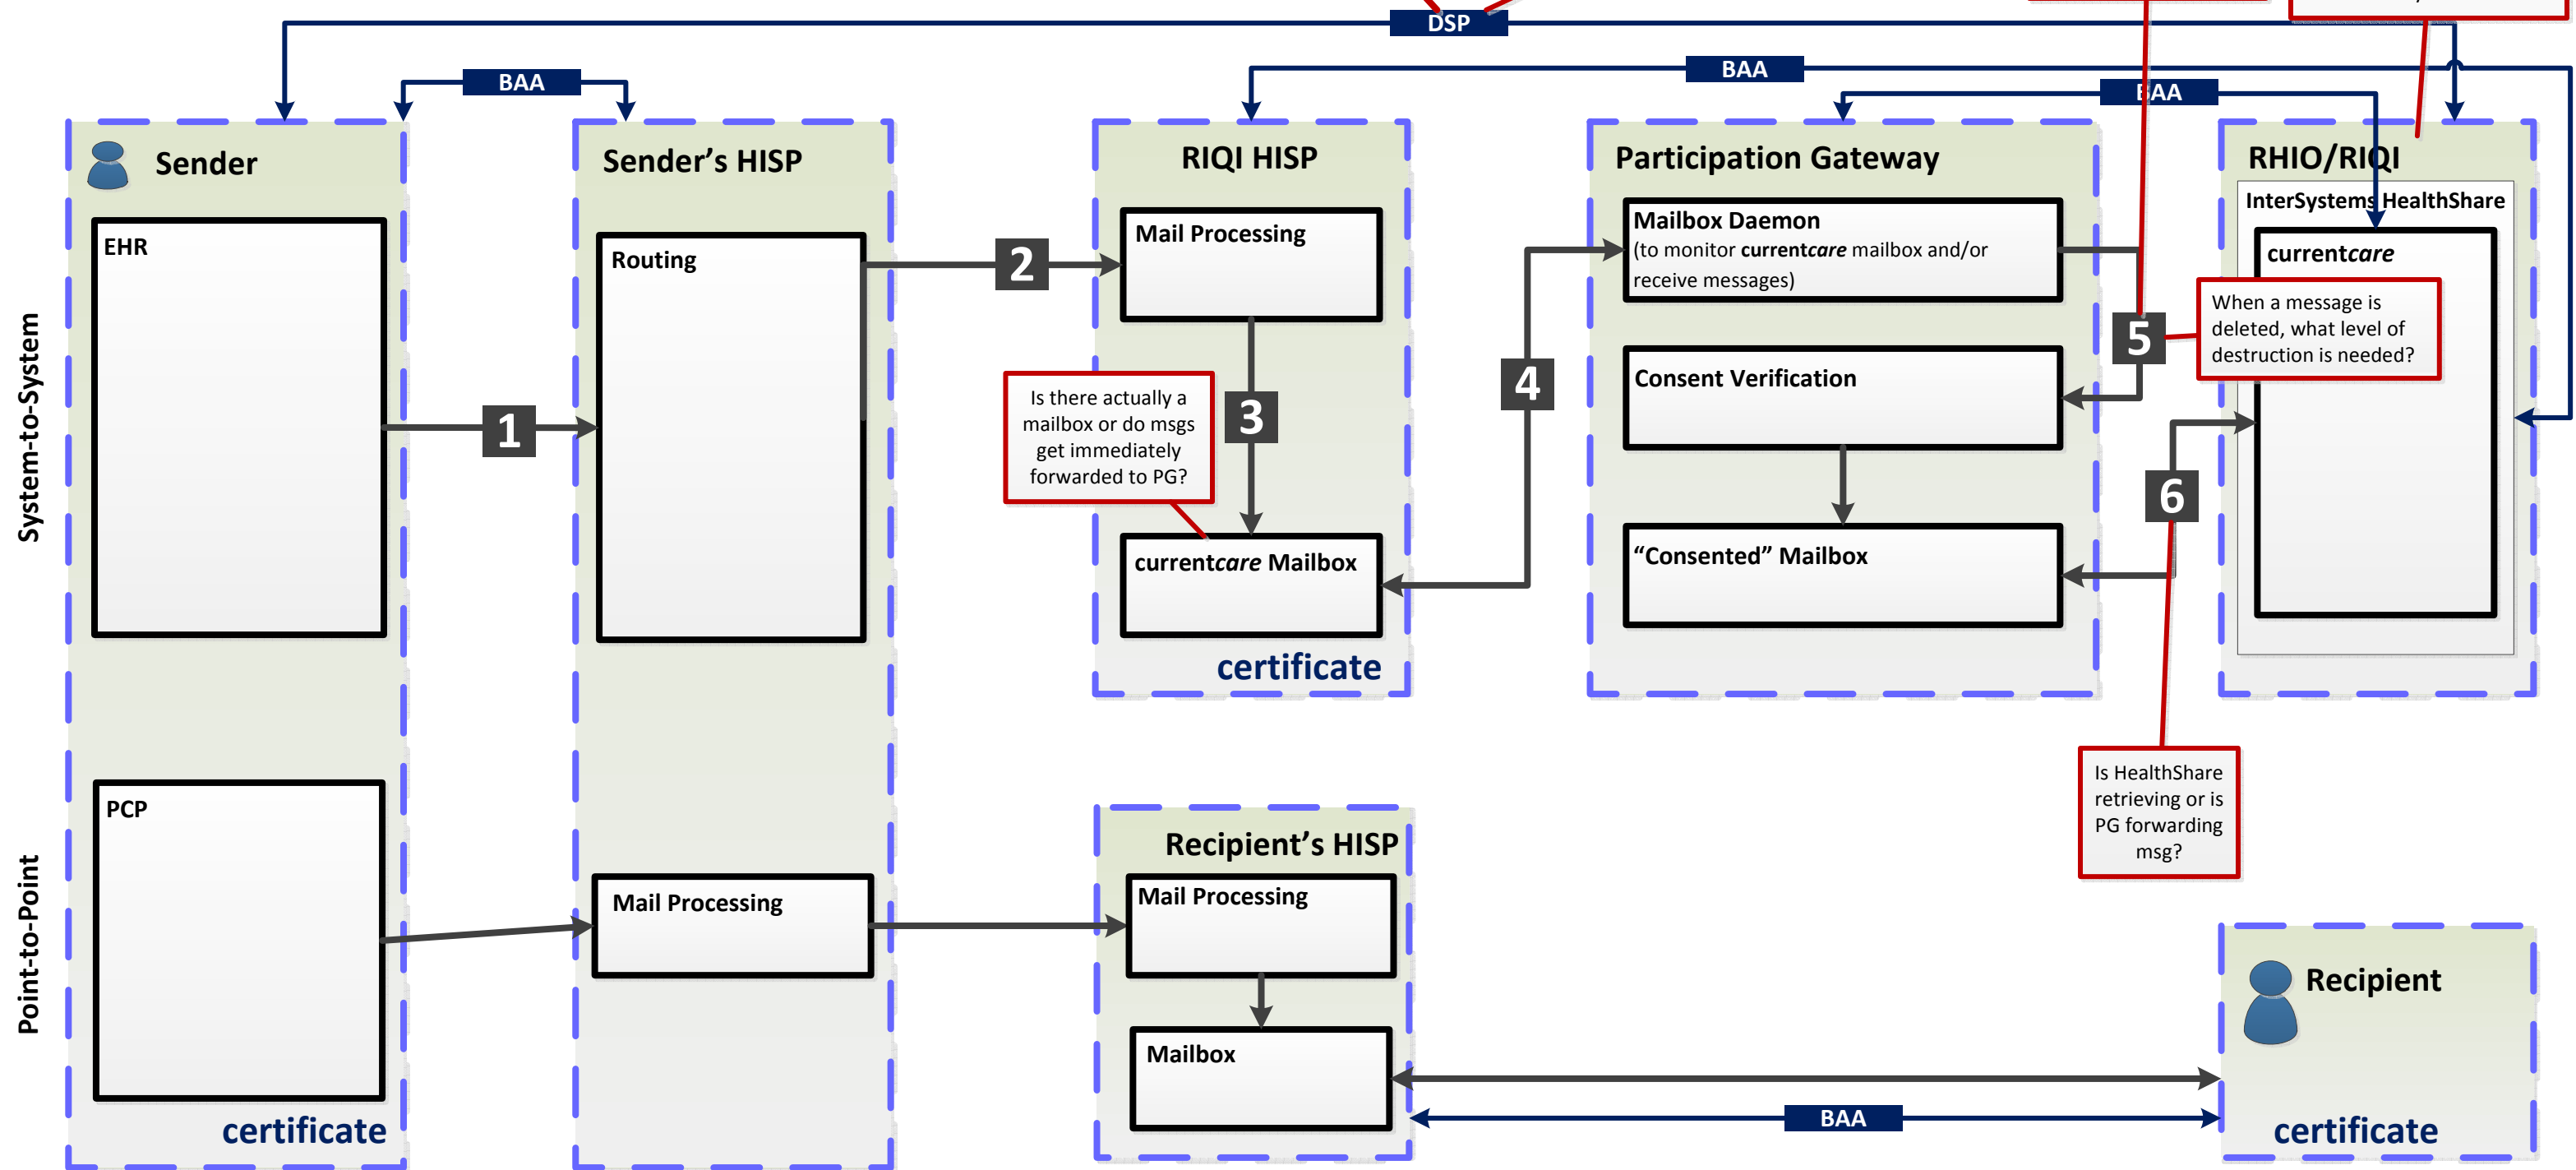 DSP
BAA
BAA
BAA
System-to-System
Point-to-Point
Sender
EHR
PCP
certificate
Sender's HISP
Routing
Mail Processing
1
2
RIQI HISP
Mail Processing
Is there actually a
mailbox or do msgs
get immediately
forwarded to PG?
3
currentcare Mailbox
certificate
4
Participation Gateway
Mailbox Daemon
(to monitor currentcare mailbox and/or
receive messages)
Consent Verification
“Consented” Mailbox
5
6
RHIO/RIQI
InterSystems HealthShare
currentcare
When a message is
deleted, what level of
destruction is needed?
Is HealthShare
retrieving or is
PG forwarding
msg?
Recipient's HISP
Mail Processing
Mailbox
BAA
Recipient
certificate